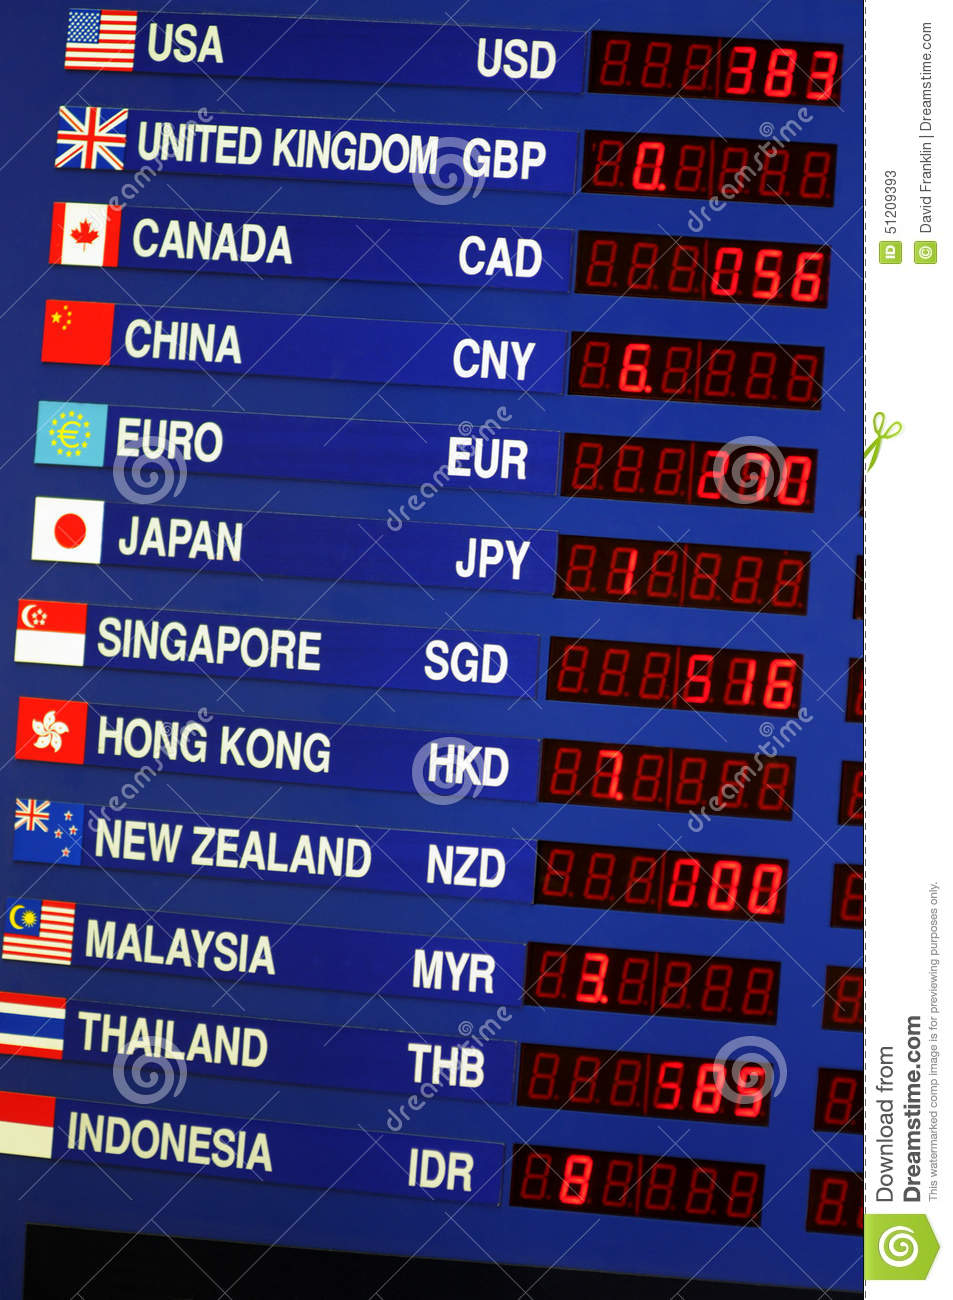 USA USD 383
UNITED KINGDOM GBP 0.
CANADA CAD 056
CHINA CNY 6.
EURO EUR 290
JAPAN JPY 1
SINGAPORE SGD 516
HONG KONG HKD 7.
NEW ZEALAND NZD 000
MALAYSIA MYR 3.
THAILAND THB 589
INDONESIA IDR 8
dreamstime
dreamstime
dreamstime
dreamstime
dreamstime
dreamstime
ID 51209393
© David Franklin | Dreamstime.com
Download from
Dreamstime.com
This watermarked comp image is for previewing purposes only.